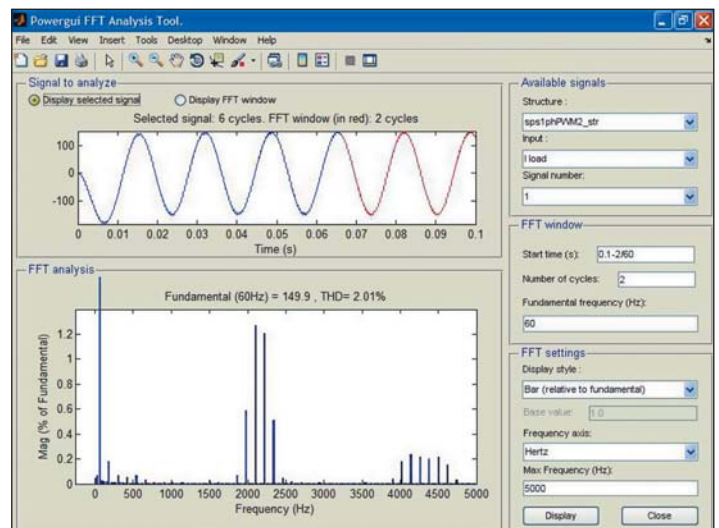 Powergui FFT Analysis Tool.
File Edit View Insert Tools Desktop Window Help
Signal to analyze
Display selected signal Display FFT window
Selected signal: 6 cycles. FFT window (in red): 2 cycles
100
0
-100
0 0.01 0.02 0.03 0.04 0.05 0.06 0.07 0.08 0.09 0.1
Time (s)
FFT analysis
Fundamental (60Hz) = 149.9 , THD= 2.01%
Mag (% of Fundamental)
1.2
1
0.8
0.6
0.4
0.2
0
0 500 1000 1500 2000 2500 3000 3500 4000 4500 5000
Frequency (Hz)
Available signals
Structure :
sps1phPWM2_str
Input :
I load
Signal number:
1
FFT window
Start time (s): 0.1-2/60
Number of cycles: 2
Fundamental frequency (Hz):
60
FFT settings
Display style :
Bar (relative to fundamental)
Base value: 1.0
Frequency axis:
Hertz
Max Frequency (Hz):
5000
Display Close